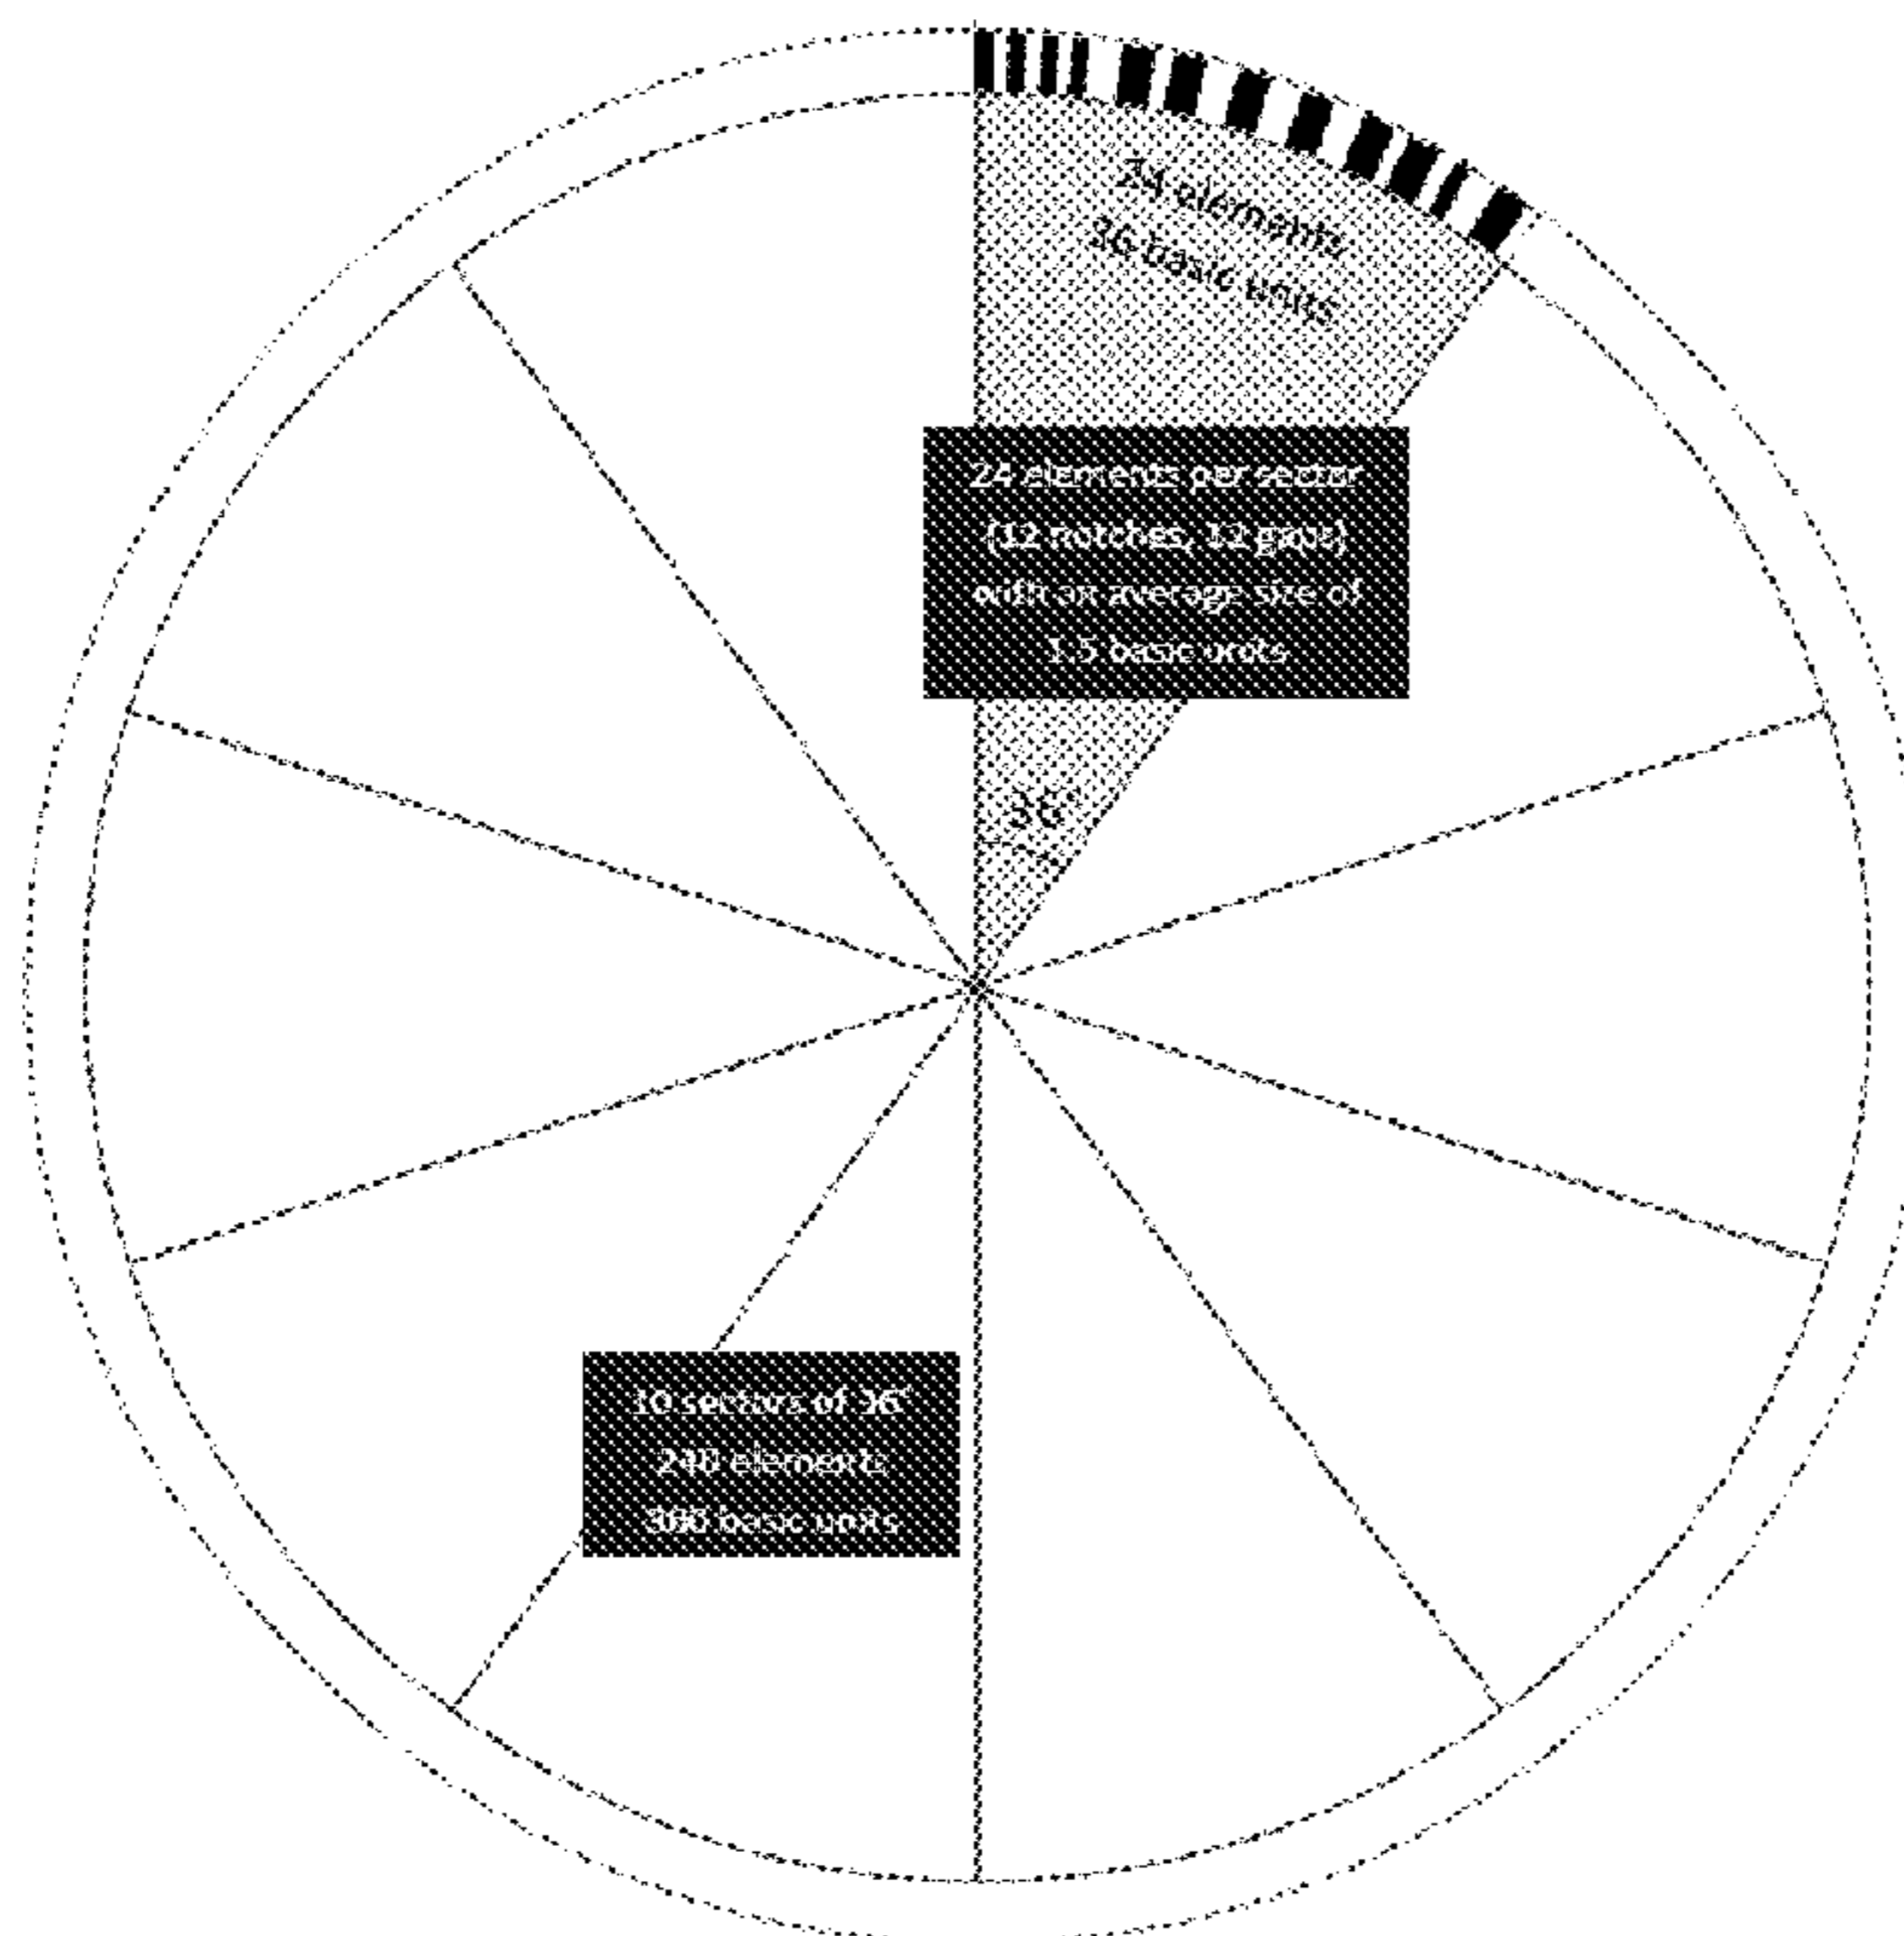 24 elements
36 basic units
24 elements per sector
(12 notches, 12 gaps)
with an average size of
1.5 basic units
36°
10 sectors of 36°
240 elements
360 basic units